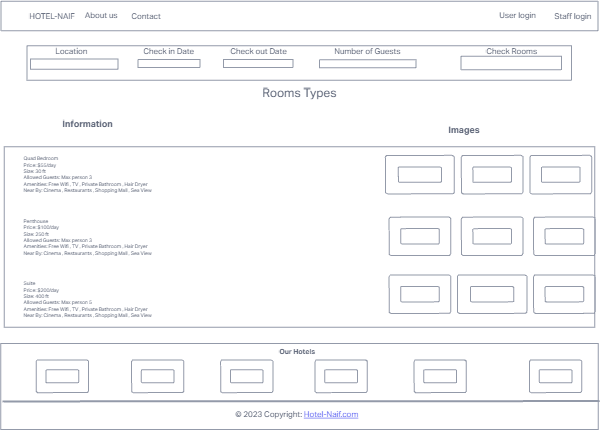 HOTEL-NAIF About us Contact User login Staff login
Location Check in Date Check out Date Number of Guests Check Rooms
Rooms Types
Information
Images
Quad Bedroom
Price: $55/day
Size: 30 ft
Allowed Guests: Max person 3
Amenities: Free Wifi , TV , Private Bathroom , Hair Dryer
Near By: Cinema , Restaurants , Shopping Mall , Sea View
Penthouse
Price: $100/day
Size: 250 ft
Allowed Guests: Max person 3
Amenities: Free Wifi , TV , Private Bathroom , Hair Dryer
Near By: Cinema , Restaurants , Shopping Mall , Sea View
Suite
Price: $200/day
Size: 400 ft
Allowed Guests: Max person 3
Amenities: Free Wifi , TV , Private Bathroom , Hair Dryer
Near By: Cinema , Restaurants , Shopping Mall , Sea View
Our Hotels
© 2023 Copyright: Hotel-Naif.com